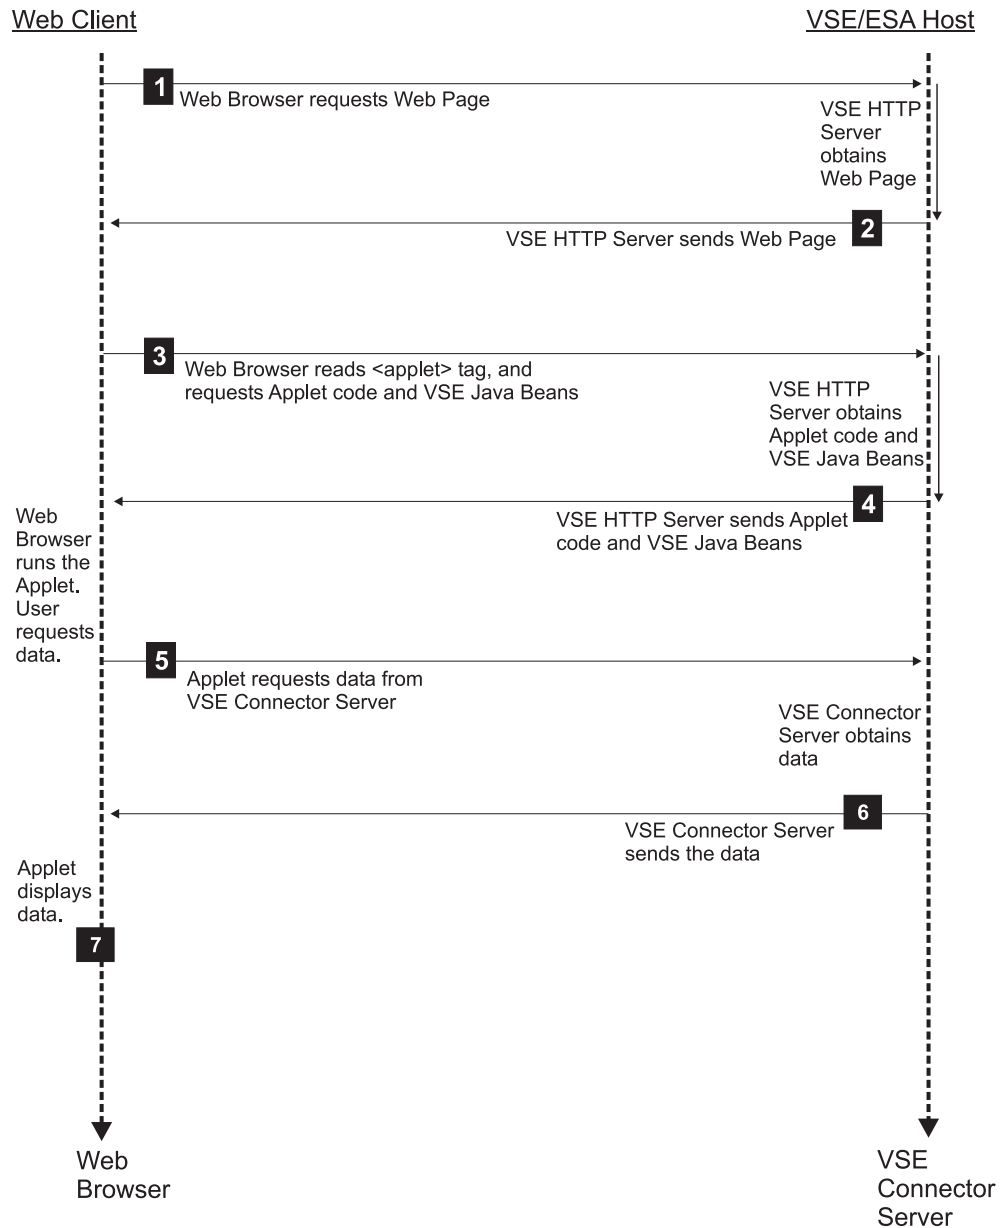 Web Client
VSE/ESA Host
1
Web Browser requests Web Page
VSE HTTP
Server
obtains
Web Page
2
VSE HTTP Server sends Web Page
3
Web Browser reads <applet> tag, and
requests Applet code and VSE Java Beans
VSE HTTP
Server obtains
Applet code and
VSE Java Beans
4
VSE HTTP Server sends Applet
code and VSE Java Beans
Web
Browser
runs the
Applet.
User
requests
data.
5
Applet requests data from
VSE Connector Server
VSE Connector
Server obtains
data
6
VSE Connector Server
sends the data
Applet
displays
data.
7
Web
Browser
VSE
Connector
Server